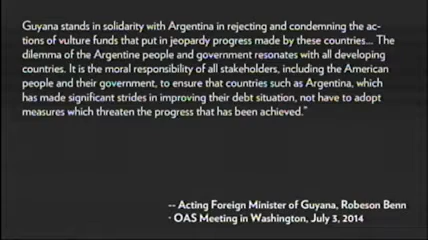 Guyana stands in solidarity with Argentina in rejecting and condemning the ac-
tions of vulture funds that put in jeopardy progress made by these countries... The
dilemma of the Argentine people and government resonates with all developing
countries. It is the moral responsibility of all stakeholders, including the American
people and their government, to ensure that countries such as Argentina, which
has made significant strides in improving their debt situation, not have to adopt
measures which threaten the progress that has been achieved.”
-- Acting Foreign Minister of Guyana, Robeson Benn
- OAS Meeting in Washington, July 3, 2014